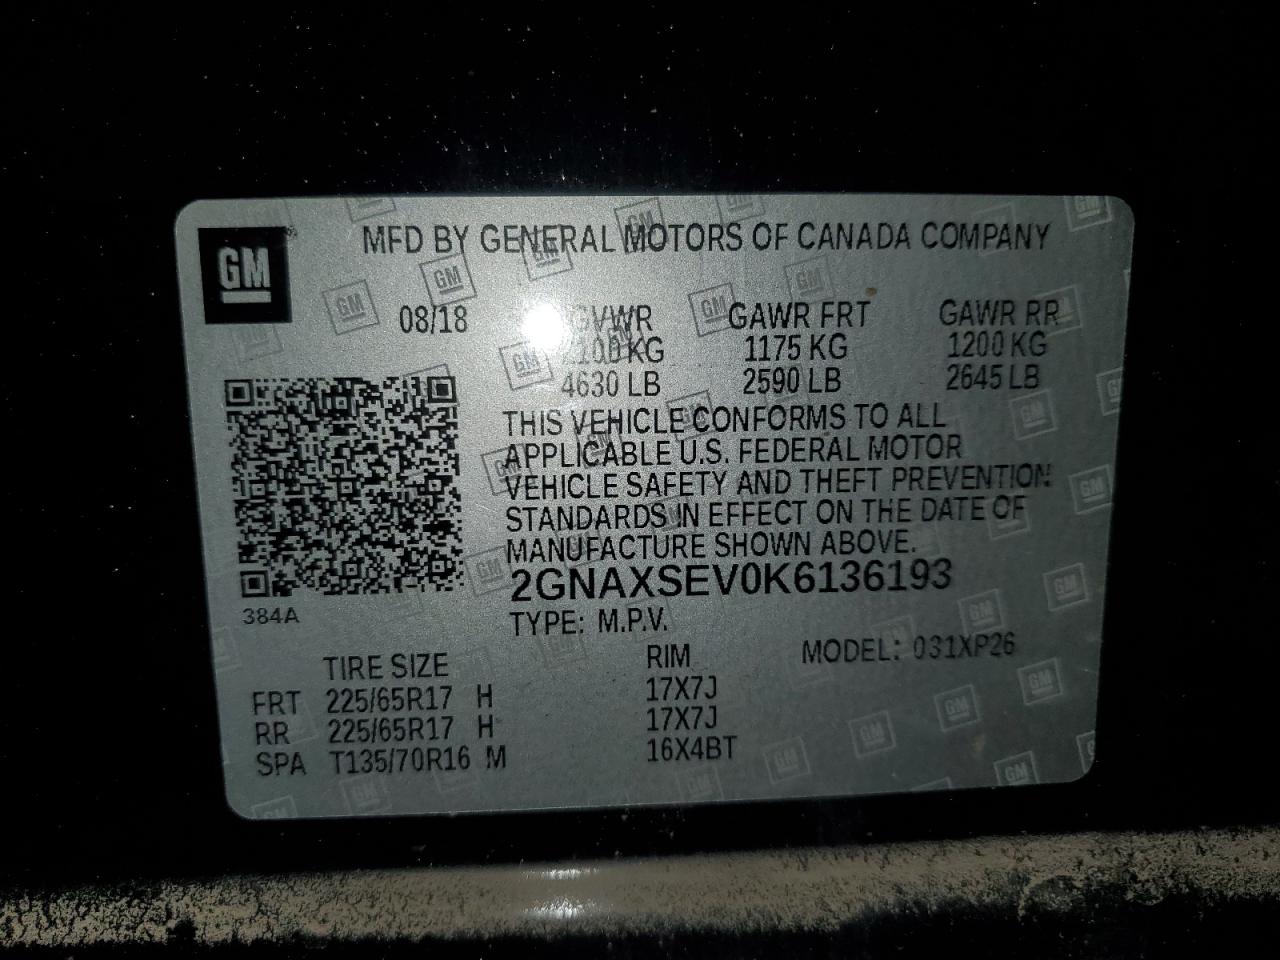 GM
MFD BY GENERAL MOTORS OF CANADA COMPANY
08/18 GVWR GAWR FRT GAWR RR
2100 KG 1175 KG 1200 KG
4630 LB 2590 LB 2645 LB
THIS VEHICLE CONFORMS TO ALL
APPLICABLE U.S. FEDERAL MOTOR
VEHICLE SAFETY AND THEFT PREVENTION
STANDARDS IN EFFECT ON THE DATE OF
MANUFACTURE SHOWN ABOVE.
2GNAXSEV0K6136193
384A
TYPE: M.P.V.
TIRE SIZE RIM MODEL: 031XP26
FRT 225/65R17 H 17X7J
RR 225/65R17 H 17X7J
SPA T135/70R16 M 16X4BT